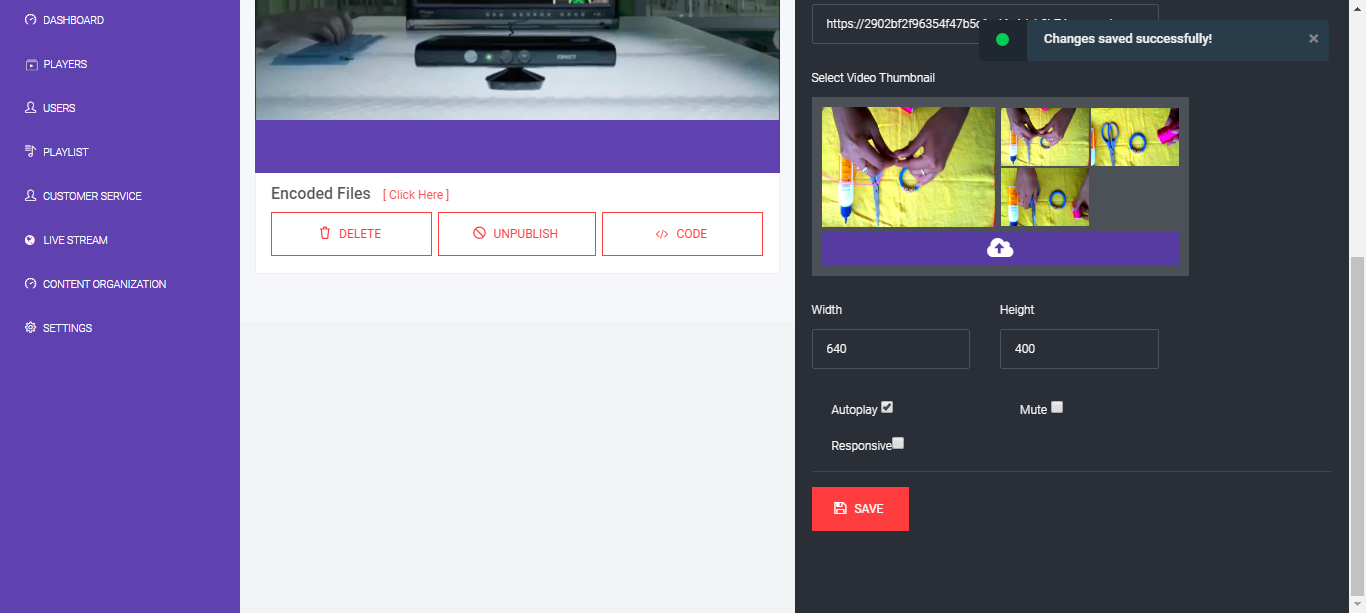 DASHBOARD
PLAYERS
USERS
PLAYLIST
CUSTOMER SERVICE
LIVE STREAM
CONTENT ORGANIZATION
SETTINGS
Encoded Files [ Click Here ]
DELETE
UNPUBLISH
CODE
https://2902bf2f96354f47b5c
Changes saved successfully!
×
Select Video Thumbnail
Width
Height
640
400
Autoplay
Mute
Responsive
SAVE